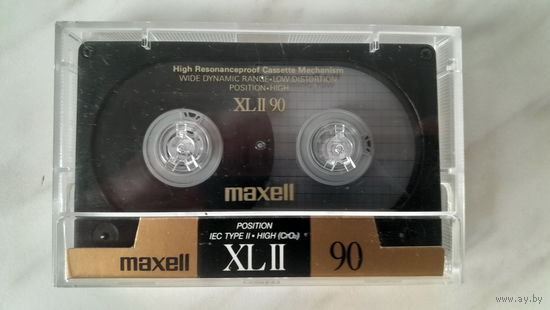 High Resonanceproof Cassette Mechanism
WIDE DYNAMIC RANGE•LOW DISTORTION
POSITION•HIGH
XLII 90
maxell
POSITION
IEC TYPE II • HIGH (CrO₂)
maxell XLII 90
www.ay.by